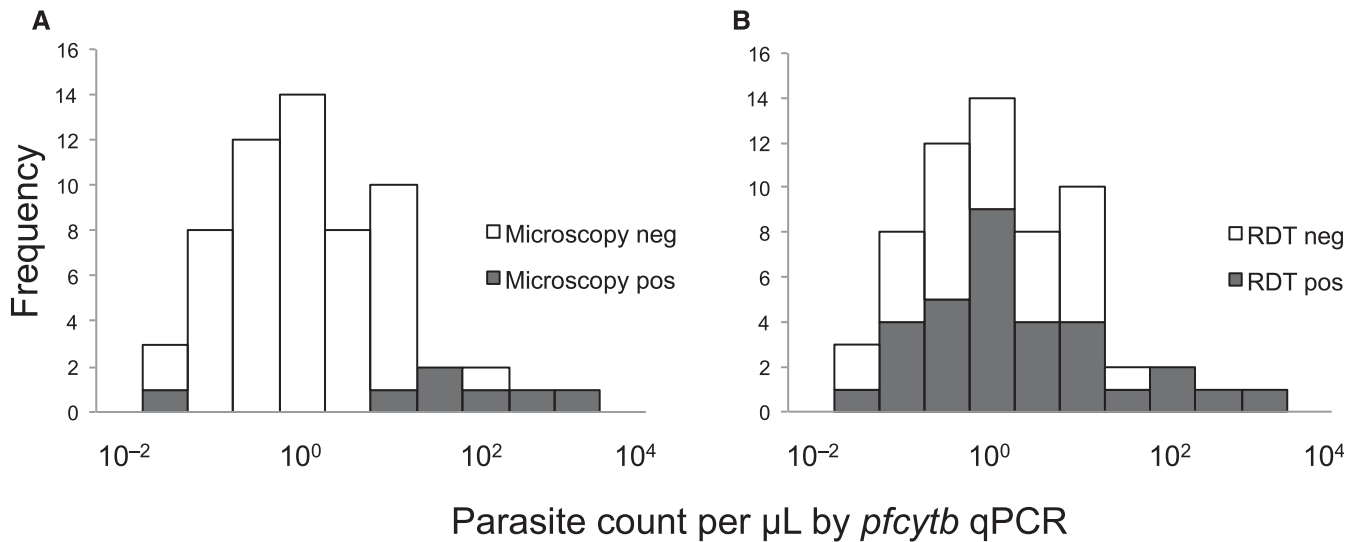 A
B
Frequency
16
14
12
10
8
6
4
2
0
Microscopy neg
Microscopy pos
10⁻² 10⁰ 10² 10⁴
16
14
12
10
8
6
4
2
0
RDT neg
RDT pos
10⁻² 10⁰ 10² 10⁴
Parasite count per µL by pfcytb qPCR